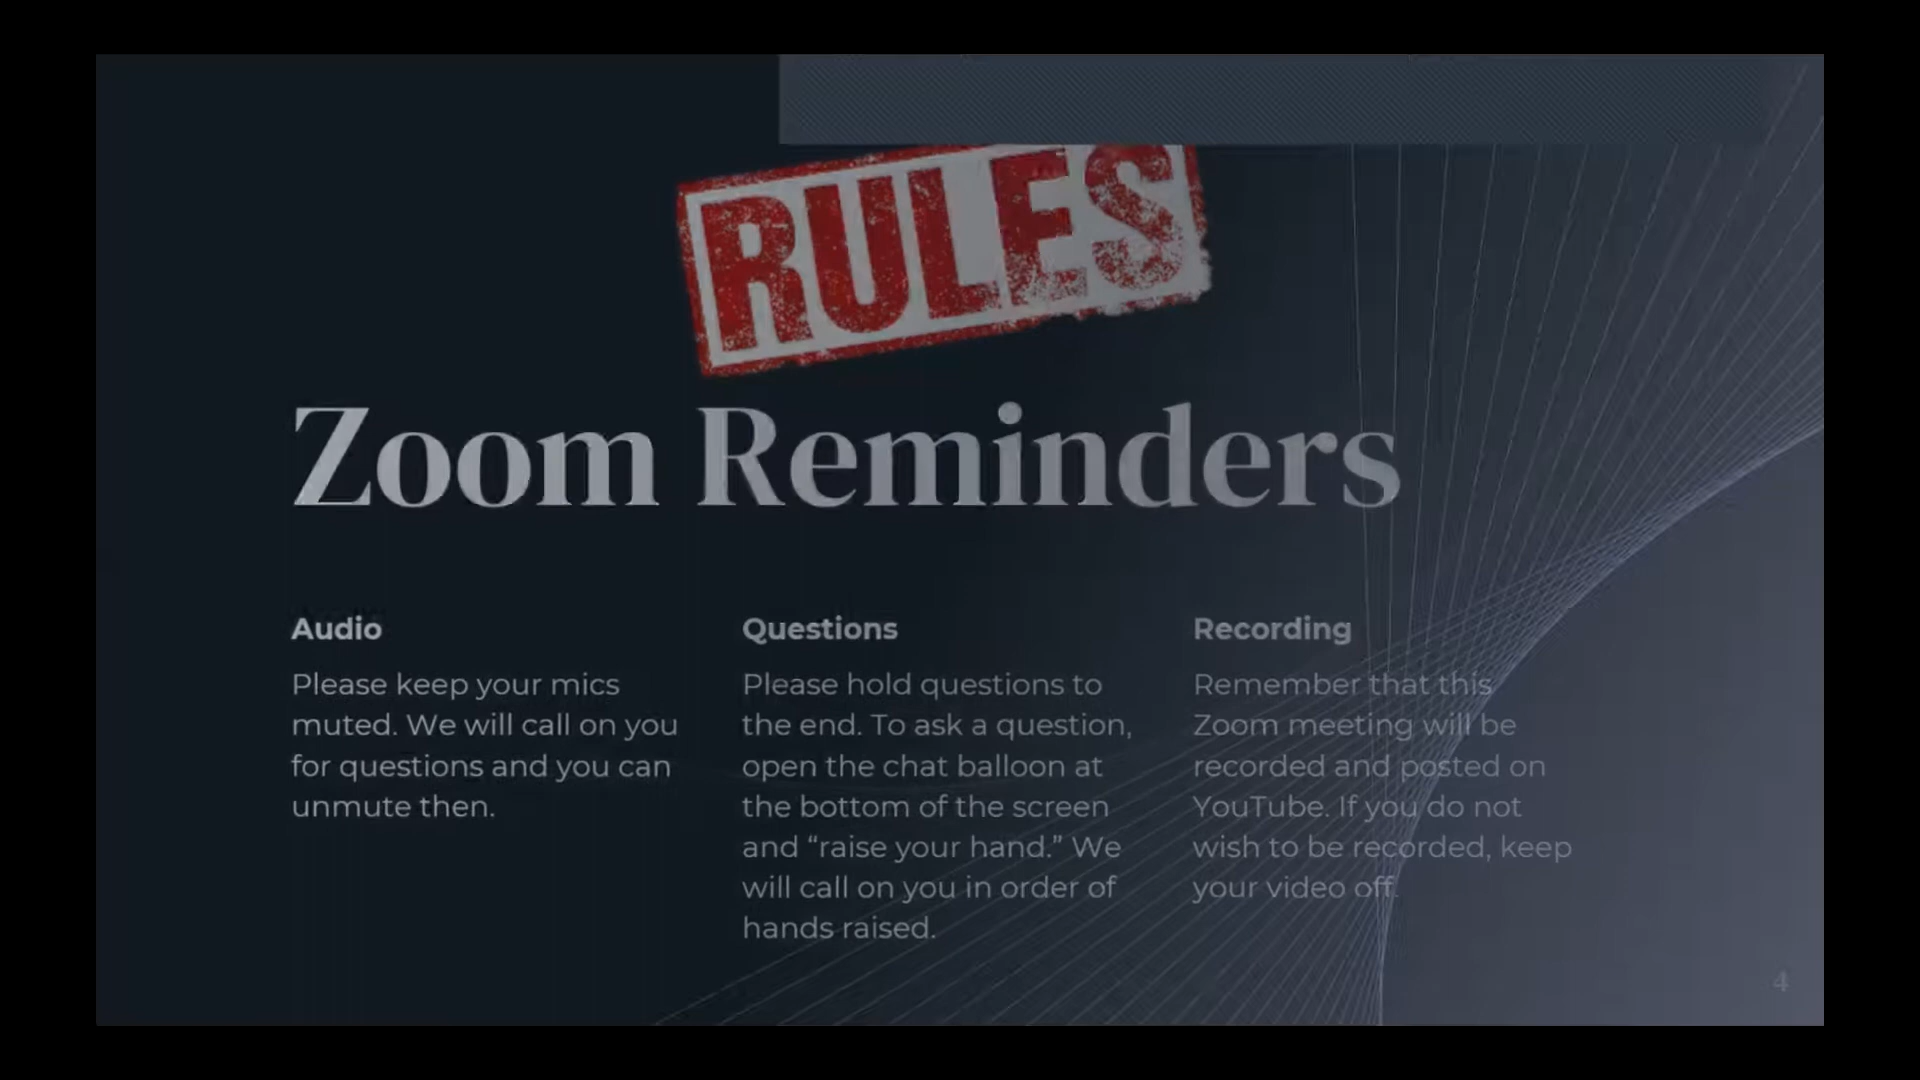 RULES
Zoom Reminders
Audio
Please keep your mics
muted. We will call on you
for questions and you can
unmute then.
Questions
Please hold questions to
the end. To ask a question,
open the chat balloon at
the bottom of the screen
and “raise your hand.” We
will call on you in order of
hands raised.
Recording
Remember that this
Zoom meeting will be
recorded and posted on
YouTube. If you do not
wish to be recorded, keep
your video off.
4